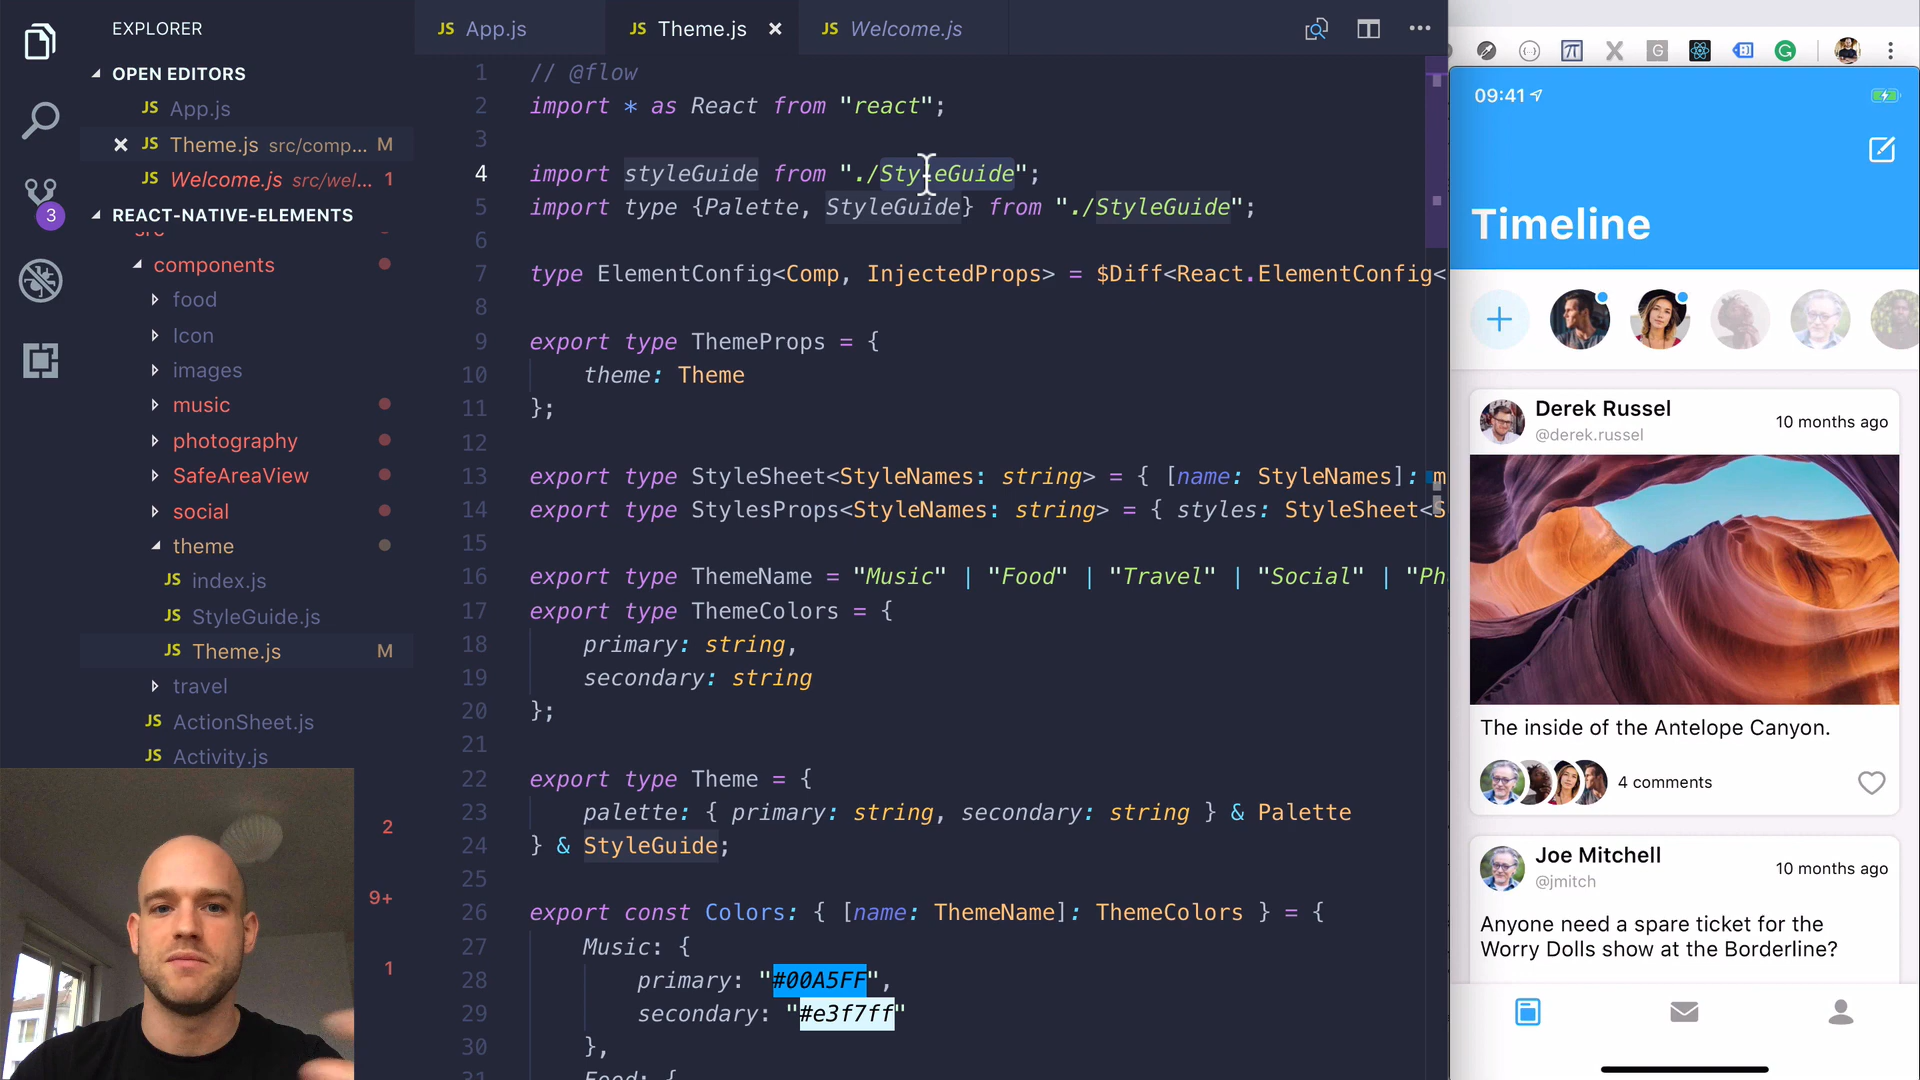 EXPLORER
OPEN EDITORS
JS App.js
JS Theme.js src/comp... M
JS Welcome.js src/wel... 1
3
REACT-NATIVE-ELEMENTS
src
components
food
Icon
images
music
photography
SafeAreaView
social
theme
JS index.js
JS StyleGuide.js
JS Theme.js M
travel
JS ActionSheet.js
JS Activity.js
2
9+
1
JS App.js
JS Theme.js
JS Welcome.js
1 // @flow
2 import * as React from "react";
3
4 import styleGuide from "./StyleGuide";
5 import type {Palette, StyleGuide} from "./StyleGuide";
6
7 type ElementConfig<Comp, InjectedProps> = $Diff<React.ElementConfig<
8
9 export type ThemeProps = {
10 theme: Theme
11 };
12
13 export type StyleSheet<StyleNames: string> = { [name: StyleNames]: m
14 export type StylesProps<StyleNames: string> = { styles: StyleSheet<S
15
16 export type ThemeName = "Music" | "Food" | "Travel" | "Social" | "Ph
17 export type ThemeColors = {
18 primary: string,
19 secondary: string
20 };
21
22 export type Theme = {
23 palette: { primary: string, secondary: string } & Palette
24 } & StyleGuide;
25
26 export const Colors: { [name: ThemeName]: ThemeColors } = {
27 Music: {
28 primary: "#00A5FF",
29 secondary: "#e3f7ff"
30 },
31 Food: {
09:41
Timeline
Derek Russel
@derek.russel
10 months ago
The inside of the Antelope Canyon.
4 comments
Joe Mitchell
@jmitch
10 months ago
Anyone need a spare ticket for the
Worry Dolls show at the Borderline?